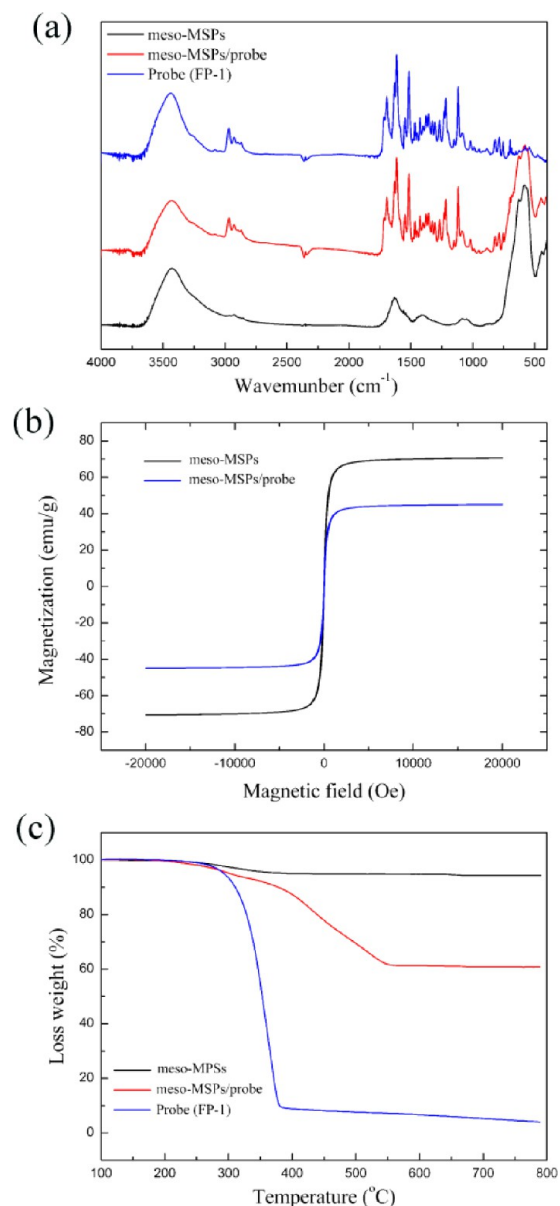 (a)
meso-MSPs
meso-MSPs/probe
Probe (FP-1)
4000 3500 3000 2500 2000 1500 1000 500
Wavemunber (cm-1)
(b)
80
60
40
20
0
-20
-40
-60
-80
meso-MSPs
meso-MSPs/probe
Magnetization (emu/g)
-20000 -10000 0 10000 20000
Magnetic field (Oe)
(c)
100
80
60
40
20
0
Loss weight (%)
meso-MPSs
meso-MSPs/probe
Probe (FP-1)
100 200 300 400 500 600 700 800
Temperature (°C)